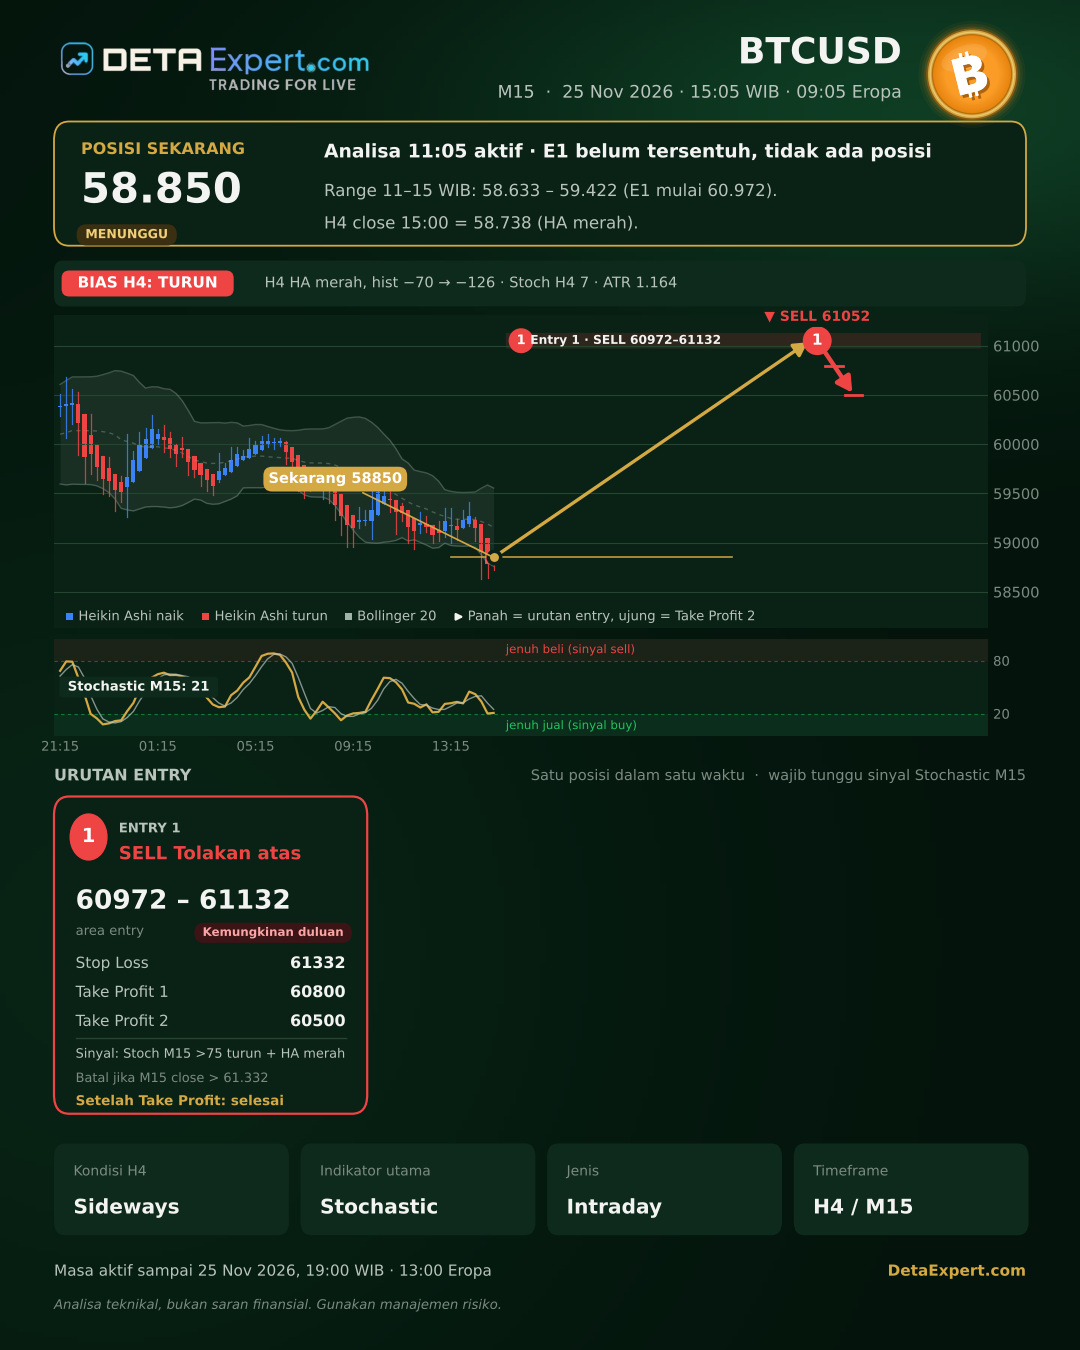 DETA Expert.com
TRADING FOR LIVE
BTCUSD
M15 · 25 Nov 2026 · 15:05 WIB · 09:05 Eropa
POSISI SEKARANG
58.850
MENUNGGU
Analisa 11:05 aktif · E1 belum tersentuh, tidak ada posisi
Range 11–15 WIB: 58.633 – 59.422 (E1 mulai 60.972).
H4 close 15:00 = 58.738 (HA merah).
BIAS H4: TURUN
H4 HA merah, hist −70 → −126 · Stoch H4 7 · ATR 1.164
▼ SELL 61052
1 Entry 1 · SELL 60972–61132
1
61000
60500
60000
Sekarang 58850
59500
59000
58500
Heikin Ashi naik
Heikin Ashi turun
Bollinger 20
Panah = urutan entry, ujung = Take Profit 2
jenuh beli (sinyal sell)
80
Stochastic M15: 21
20
jenuh jual (sinyal buy)
21:15 01:15 05:15 09:15 13:15
URUTAN ENTRY
Satu posisi dalam satu waktu · wajib tunggu sinyal Stochastic M15
1
ENTRY 1
SELL Tolakan atas
60972 – 61132
area entry
Kemungkinan duluan
Stop Loss 61332
Take Profit 1 60800
Take Profit 2 60500
Sinyal: Stoch M15 >75 turun + HA merah
Batal jika M15 close > 61.332
Setelah Take Profit: selesai
Kondisi H4
Sideways
Indikator utama
Stochastic
Jenis
Intraday
Timeframe
H4 / M15
Masa aktif sampai 25 Nov 2026, 19:00 WIB · 13:00 Eropa
DetaExpert.com
Analisa teknikal, bukan saran finansial. Gunakan manajemen risiko.